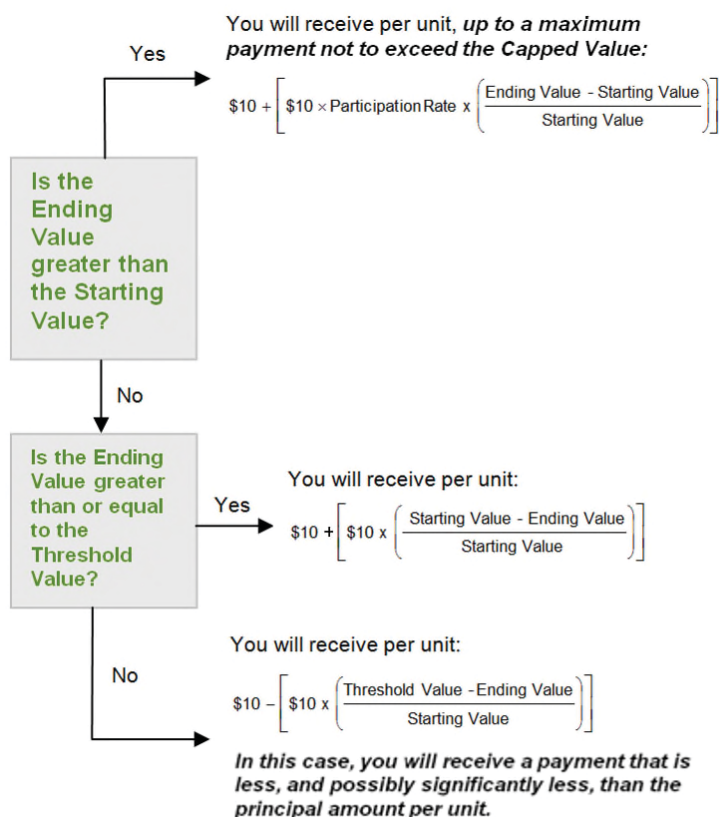 You will receive per unit, up to a maximum
payment not to exceed the Capped Value:
Yes
$10 + [ $10 × Participation Rate x ( Ending Value - Starting Value
Starting Value ) ]
Is the
Ending
Value
greater than
the Starting
Value?
No
Is the Ending
Value greater
than or equal
to the
Threshold
Value?
Yes
You will receive per unit:
$10 + [ $10 x ( Starting Value - Ending Value
Starting Value ) ]
No
You will receive per unit:
$10 – [ $10 x ( Threshold Value - Ending Value
Starting Value ) ]
In this case, you will receive a payment that is
less, and possibly significantly less, than the
principal amount per unit.